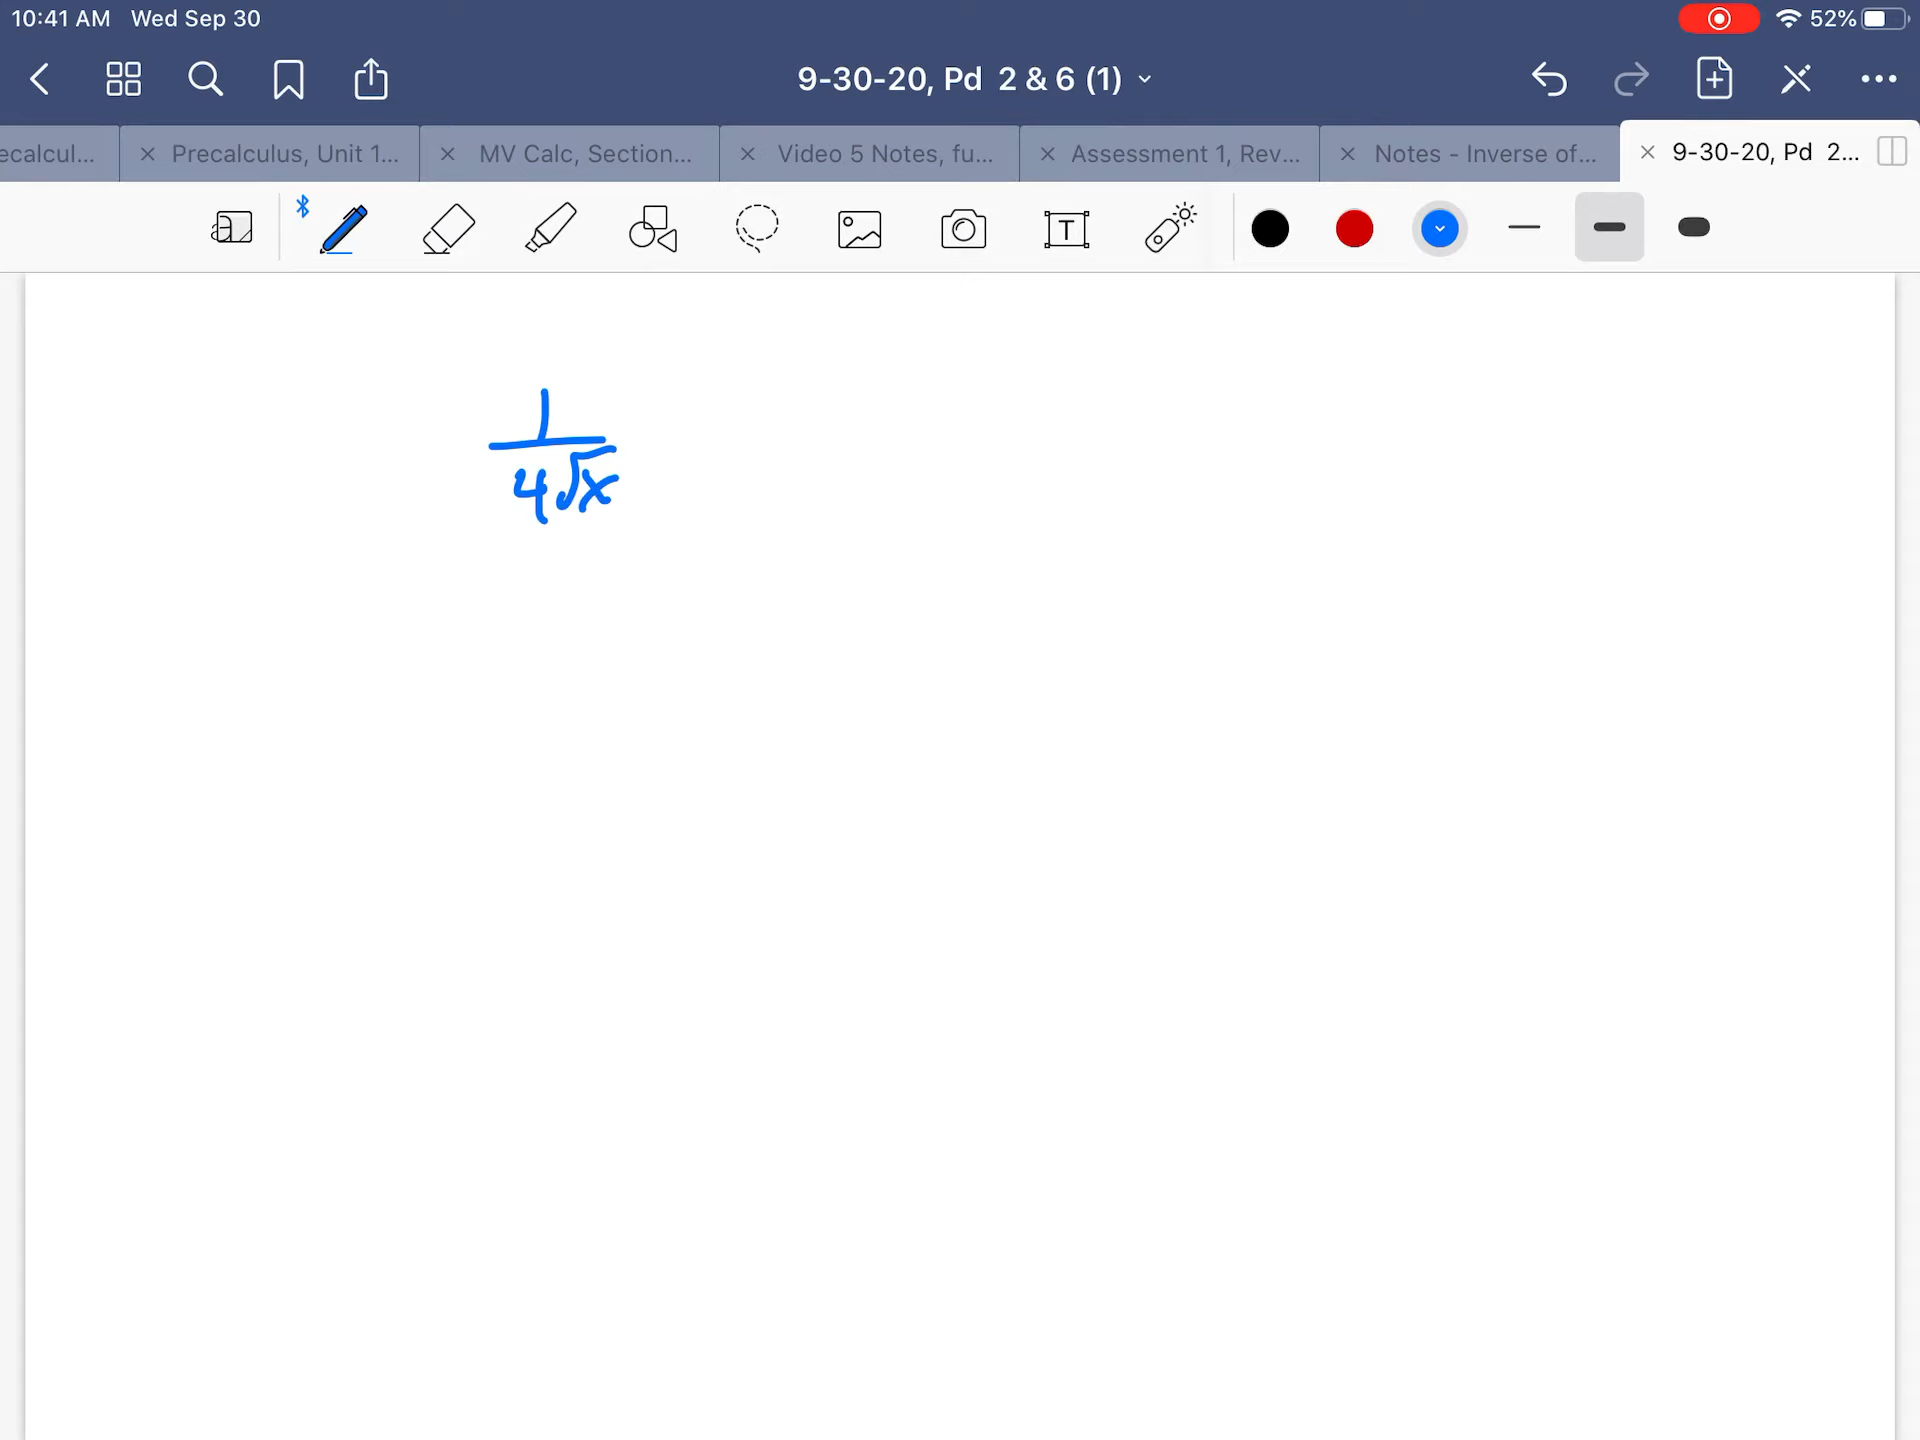 10:41 AM Wed Sep 30 52%
9-30-20, Pd 2 & 6 (1)
ecalcul... Precalculus, Unit 1... MV Calc, Section... Video 5 Notes, fu... Assessment 1, Rev... Notes - Inverse of... 9-30-20, Pd 2...
T
1
4√x